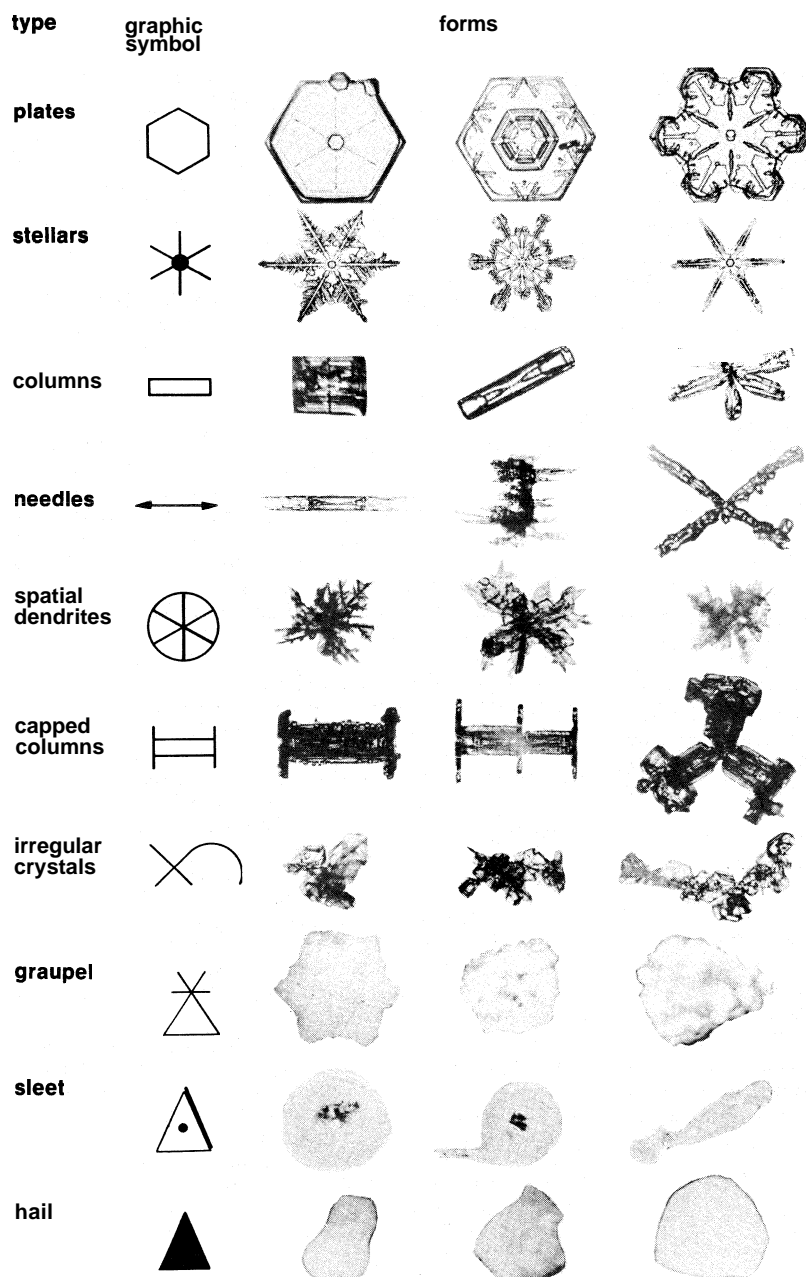 type
graphic
symbol
forms
plates
stellars
columns
needles
spatial
dendrites
capped
columns
irregular
crystals
graupel
sleet
hail